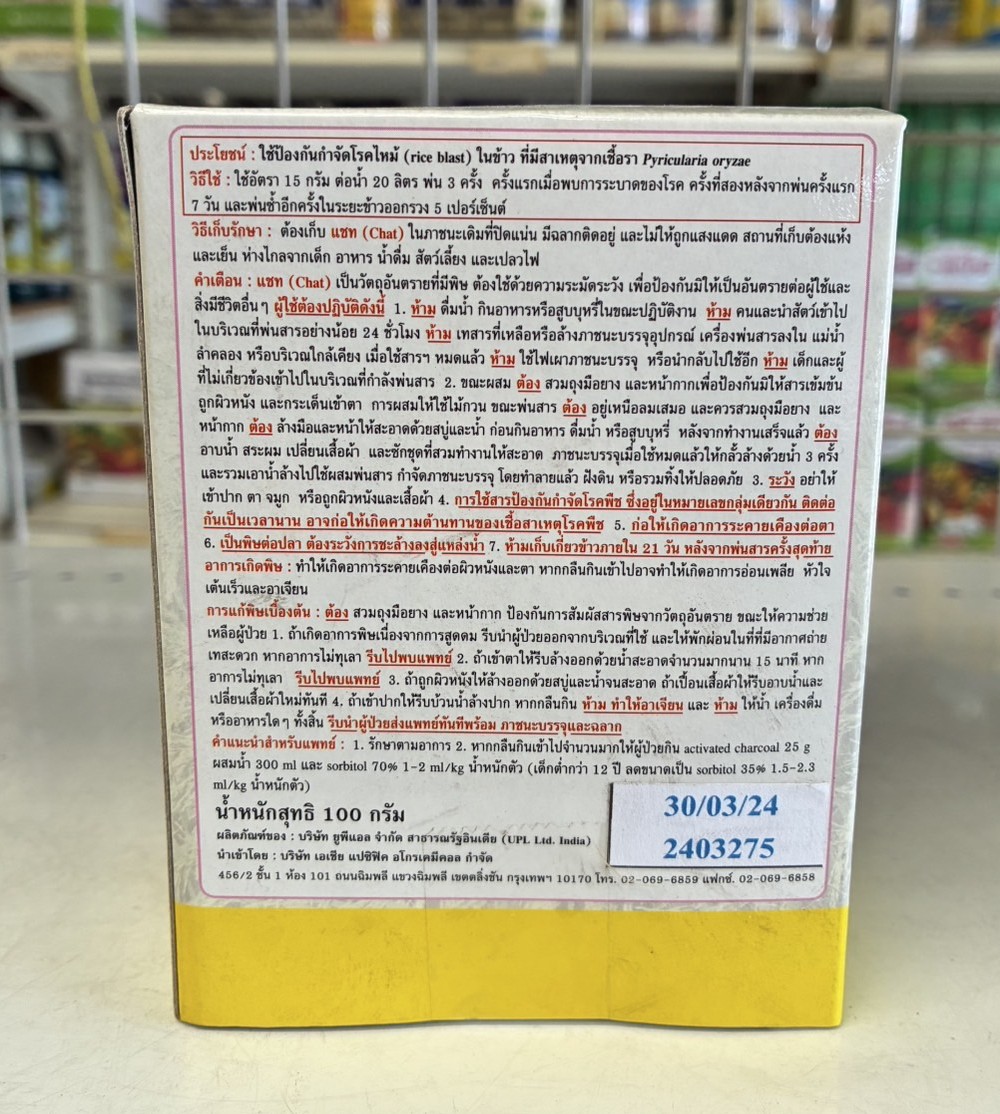 ประโยชน์ : ใช้ป้องกันกำจัดโรคไหม้ (rice blast) ในข้าว ที่มีสาเหตุจากเชื้อรา Pyricularia oryzae
วิธีใช้ : ใช้อัตรา 15 กรัม ต่อน้ำ 20 ลิตร พ่น 3 ครั้ง ครั้งแรกเมื่อพบการระบาดของโรค ครั้งที่สองหลังจากพ่นครั้งแรก
7 วัน และพ่นซ้ำอีกครั้งในระยะข้าวออกรวง 5 เปอร์เซ็นต์
วิธีเก็บรักษา : ต้องเก็บ แชท (Chat) ในภาชนะเดิมที่ปิดแน่น มีฉลากติดอยู่ และไม่ให้ถูกแสงแดด สถานที่เก็บต้องแห้ง
และเย็น ห่างไกลจากเด็ก อาหาร น้ำดื่ม สัตว์เลี้ยง และเปลวไฟ
คำเตือน : แชท (Chat) เป็นวัตถุอันตรายที่มีพิษ ต้องใช้ด้วยความระมัดระวัง เพื่อป้องกันมิให้เป็นอันตรายต่อผู้ใช้และ
สิ่งมีชีวิตอื่นๆ ผู้ใช้ต้องปฏิบัติดังนี้ 1. ห้าม ดื่มน้ำ กินอาหารหรือสูบบุหรี่ในขณะปฏิบัติงาน ห้าม คนและนำสัตว์เข้าไป
ในบริเวณที่พ่นสารอย่างน้อย 24 ชั่วโมง ห้าม เทสารที่เหลือหรือล้างภาชนะบรรจุอุปกรณ์ เครื่องพ่นสารลงใน แม่น้ำ
ลำคลอง หรือบริเวณใกล้เคียง เมื่อใช้สารฯ หมดแล้ว ห้าม ใช้ไฟเผาภาชนะบรรจุ หรือนำกลับไปใช้อีก ห้าม เด็กและผู้
ที่ไม่เกี่ยวข้องเข้าไปในบริเวณที่กำลังพ่นสาร 2. ขณะผสม ต้อง สวมถุงมือยาง และหน้ากากเพื่อป้องกันมิให้สารเข้มข้น
ถูกผิวหนัง และกระเด็นเข้าตา การผสมให้ใช้ไม้กวน ขณะพ่นสาร ต้อง อยู่เหนือลมเสมอ และควรสวมถุงมือยาง และ
หน้ากาก ต้อง ล้างมือและหน้าให้สะอาดด้วยสบู่และน้ำ ก่อนกินอาหาร ดื่มน้ำ หรือสูบบุหรี่ หลังจากทำงานเสร็จแล้ว ต้อง
อาบน้ำ สระผม เปลี่ยนเสื้อผ้า และซักชุดที่สวมทำงานให้สะอาด ภาชนะบรรจุเมื่อใช้หมดแล้วให้กลั้วล้างด้วยน้ำ 3 ครั้ง
และรวมเอาน้ำล้างไปใช้ผสมพ่นสาร กำจัดภาชนะบรรจุ โดยทำลายแล้ว ฝังดิน หรือรวมทิ้งให้ปลอดภัย 3. ระวัง อย่าให้
เข้าปาก ตา จมูก หรือถูกผิวหนังและเสื้อผ้า 4. การใช้สารป้องกันกำจัดโรคพืช ซึ่งอยู่ในหมายเลขกลุ่มเดียวกัน ติดต่อ
กันเป็นเวลานาน อาจก่อให้เกิดความต้านทานของเชื้อสาเหตุโรคพืช 5. ก่อให้เกิดอาการระคายเคืองต่อตา
6. เป็นพิษต่อปลา ต้องระวังการชะล้างลงสู่แหล่งน้ำ 7. ห้ามเก็บเกี่ยวข้าวภายใน 21 วัน หลังจากพ่นสารครั้งสุดท้าย
อาการเกิดพิษ : ทำให้เกิดอาการระคายเคืองต่อผิวหนังและตา หากกลืนกินเข้าไปอาจทำให้เกิดอาการอ่อนเพลีย หัวใจ
เต้นเร็วและอาเจียน
การแก้พิษเบื้องต้น : ต้อง สวมถุงมือยาง และหน้ากาก ป้องกันการสัมผัสสารพิษจากวัตถุอันตราย ขณะให้ความช่วย
เหลือผู้ป่วย 1. ถ้าเกิดอาการพิษเนื่องจากการสูดดม รีบนำผู้ป่วยออกจากบริเวณที่ใช้ และให้พักผ่อนในที่ที่มีอากาศถ่าย
เทสะดวก หากอาการไม่ทุเลา รีบไปพบแพทย์ 2. ถ้าเข้าตาให้รีบล้างออกด้วยน้ำสะอาดจำนวนมากนาน 15 นาที หาก
อาการไม่ทุเลา รีบไปพบแพทย์ 3. ถ้าถูกผิวหนังให้ล้างออกด้วยสบู่และน้ำจนสะอาด ถ้าเปื้อนเสื้อผ้าให้รีบอาบน้ำและ
เปลี่ยนเสื้อผ้าใหม่ทันที 4. ถ้าเข้าปากให้รีบบ้วนน้ำล้างปาก หากกลืนกิน ห้าม ทำให้อาเจียน และ ห้าม ให้น้ำ เครื่องดื่ม
หรืออาหารใดๆ ทั้งสิ้น รีบนำผู้ป่วยส่งแพทย์ทันทีพร้อม ภาชนะบรรจุและฉลาก
คำแนะนำสำหรับแพทย์ : 1. รักษาตามอาการ 2. หากกลืนกินเข้าไปจำนวนมากให้ผู้ป่วยกิน activated charcoal 25 g
ผสมน้ำ 300 ml และ sorbitol 70% 1-2 ml/kg น้ำหนักตัว (เด็กต่ำกว่า 12 ปี ลดขนาดเป็น sorbitol 35% 1.5-2.3
ml/kg น้ำหนักตัว)
น้ำหนักสุทธิ 100 กรัม
30/03/24
2403275
ผลิตภัณฑ์ของ : บริษัท ยูพีแอล จำกัด สาธารณรัฐอินเดีย (UPL Ltd. India)
นำเข้าโดย : บริษัท เอเชีย แปซิฟิค อโกรเคมีคอล กำจัด
456/2 ชั้น 1 ห้อง 101 ถนนฉิมพลี แขวงฉิมพลี เขตตลิ่งชัน กรุงเทพฯ 10170 โทร. 02-069-6859 แฟกซ์. 02-069-6858